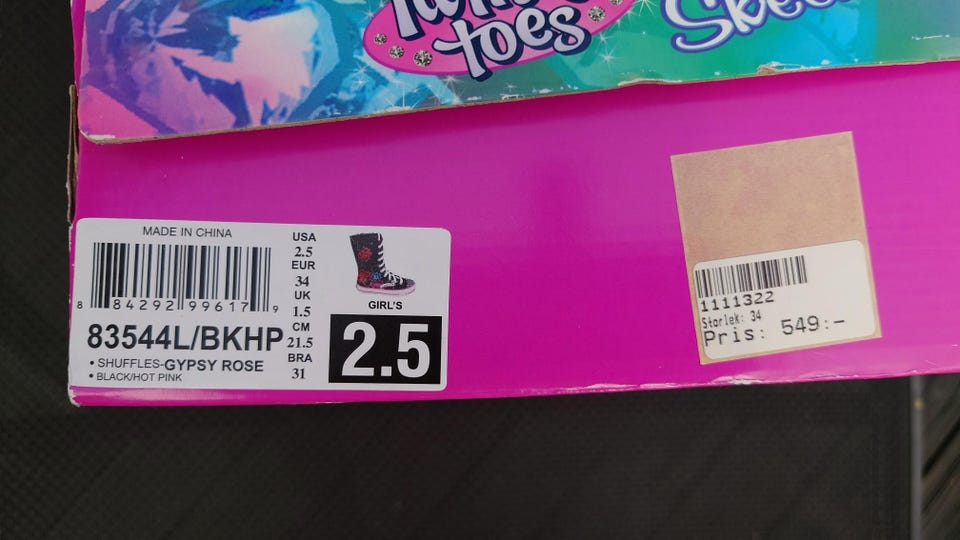 toes
MADE IN CHINA
8 84292 99617 9
83544L/BKHP
• SHUFFLES-GYPSY ROSE
• BLACK/HOT PINK
USA
2.5
EUR
34
UK
1.5
CM
21.5
BRA
31
GIRL'S
2.5
1111322
Storlek: 34
Pris: 549:-